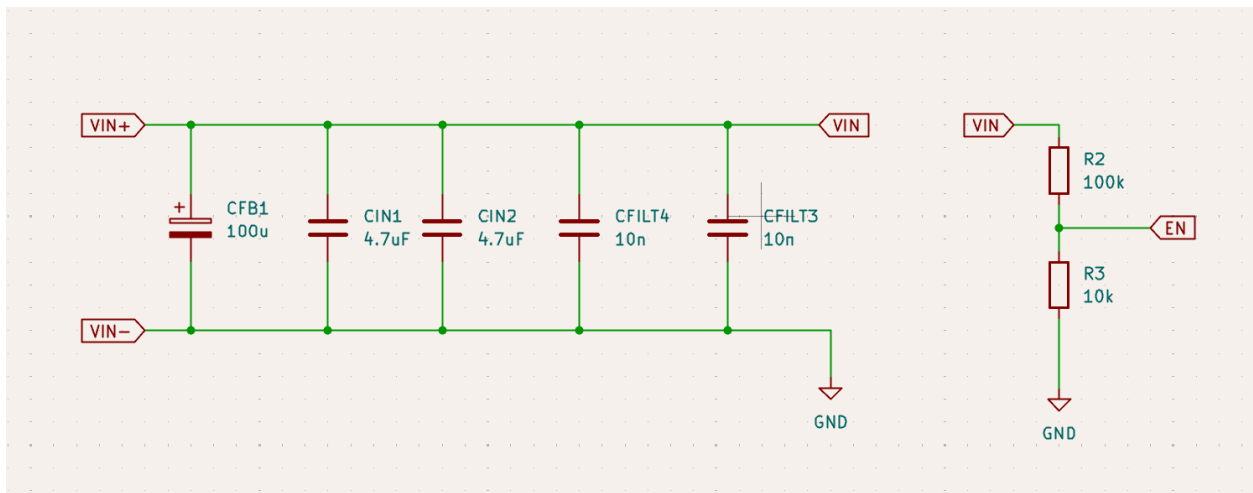 VIN+
VIN
VIN
+
CFB1
100u
CIN1
4.7uF
CIN2
4.7uF
CFILT4
10n
CFILT3
10n
R2
100k
EN
R3
10k
VIN-
GND
GND